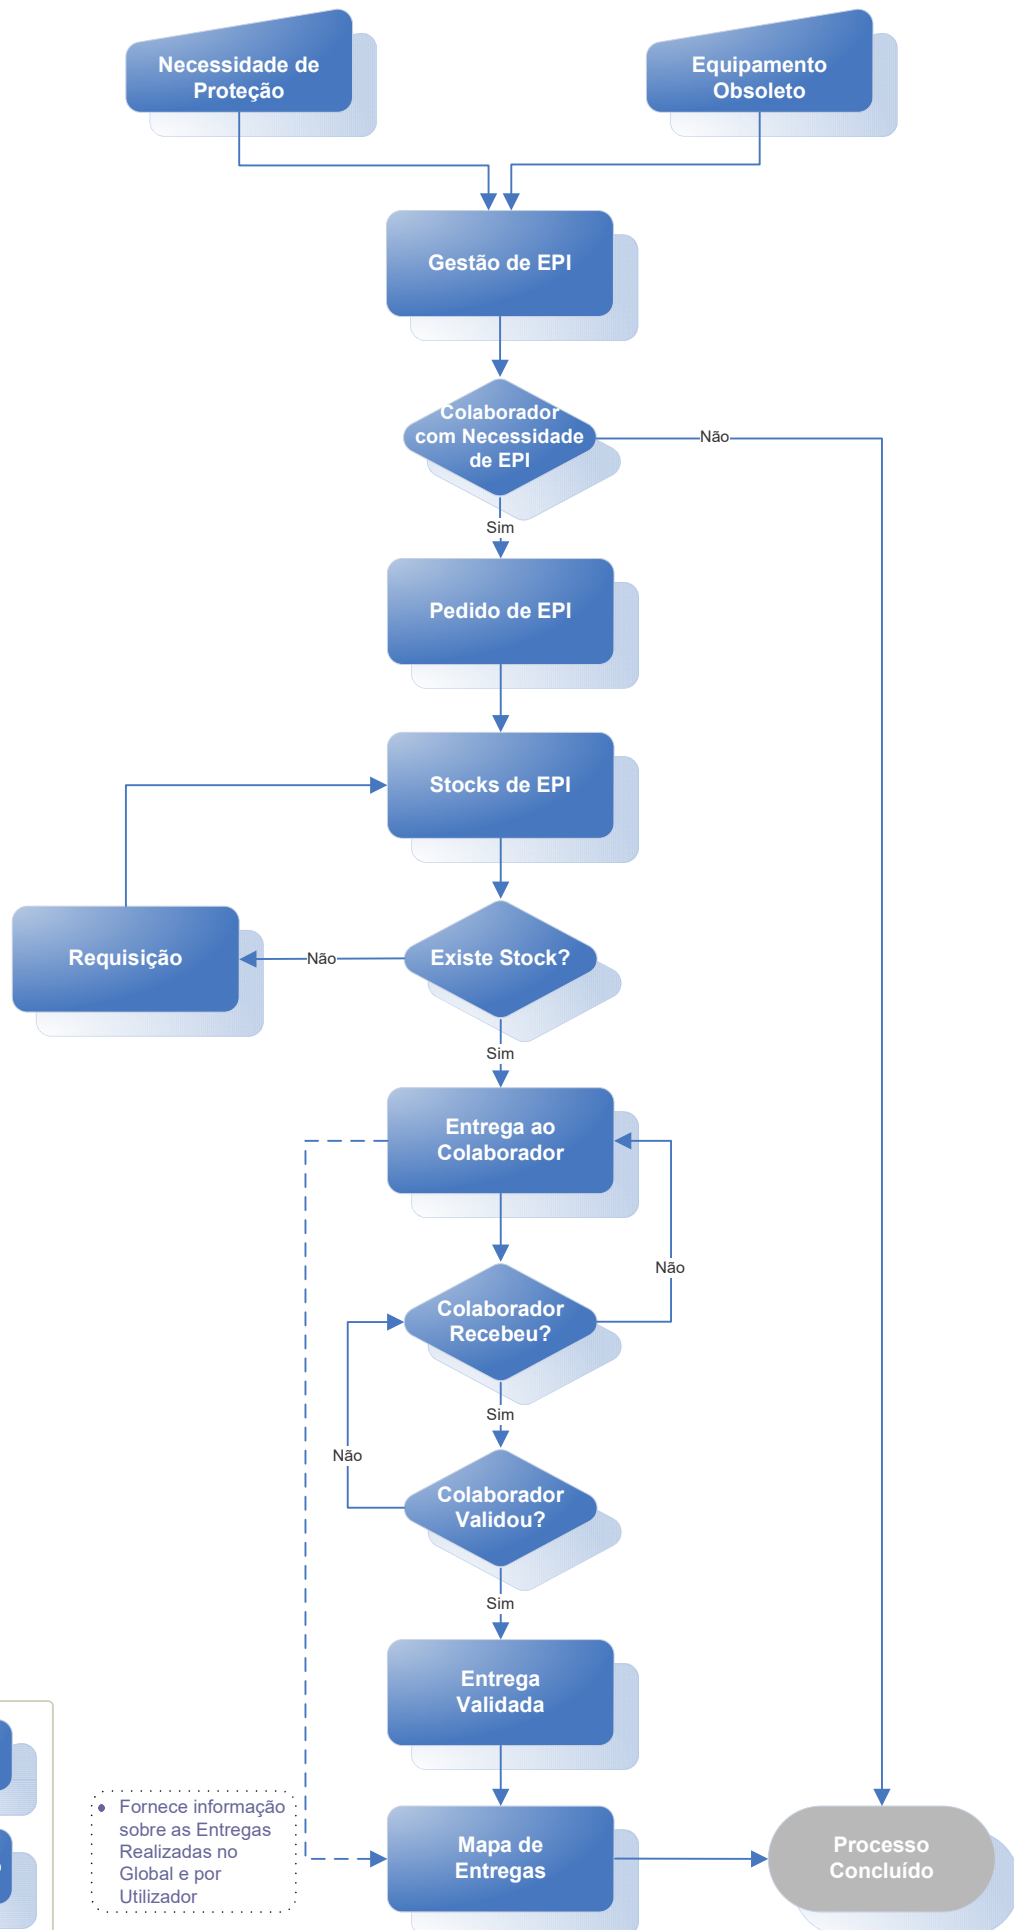 Necessidade de
Proteção
Equipamento
Obsoleto
Gestão de EPI
Colaborador
com Necessidade
de EPI
Não
Sim
Pedido de EPI
Stocks de EPI
Requisição
Não
Existe Stock?
Sim
Entrega ao
Colaborador
Não
Colaborador
Recebeu?
Sim
Não
Colaborador
Validou?
Sim
Entrega
Validada
• Fornece informação
sobre as Entregas
Realizadas no
Global e por
Utilizador
Mapa de
Entregas
Processo
Concluído